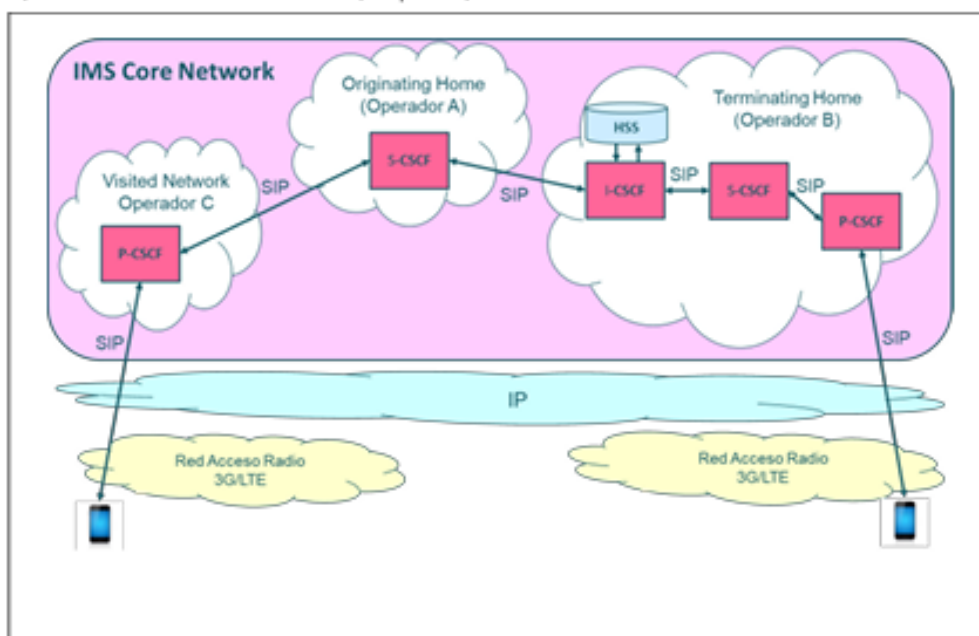 IMS Core Network
Originating Home
(Operador A)
Terminating Home
(Operador B)
HSS
S-CSCF
Visited Network
Operador C
SIP
SIP
I-CSCF
SIP
S-CSCF
SIP
P-CSCF
P-CSCF
SIP
SIP
IP
Red Acceso Radio
3G/LTE
Red Acceso Radio
3G/LTE